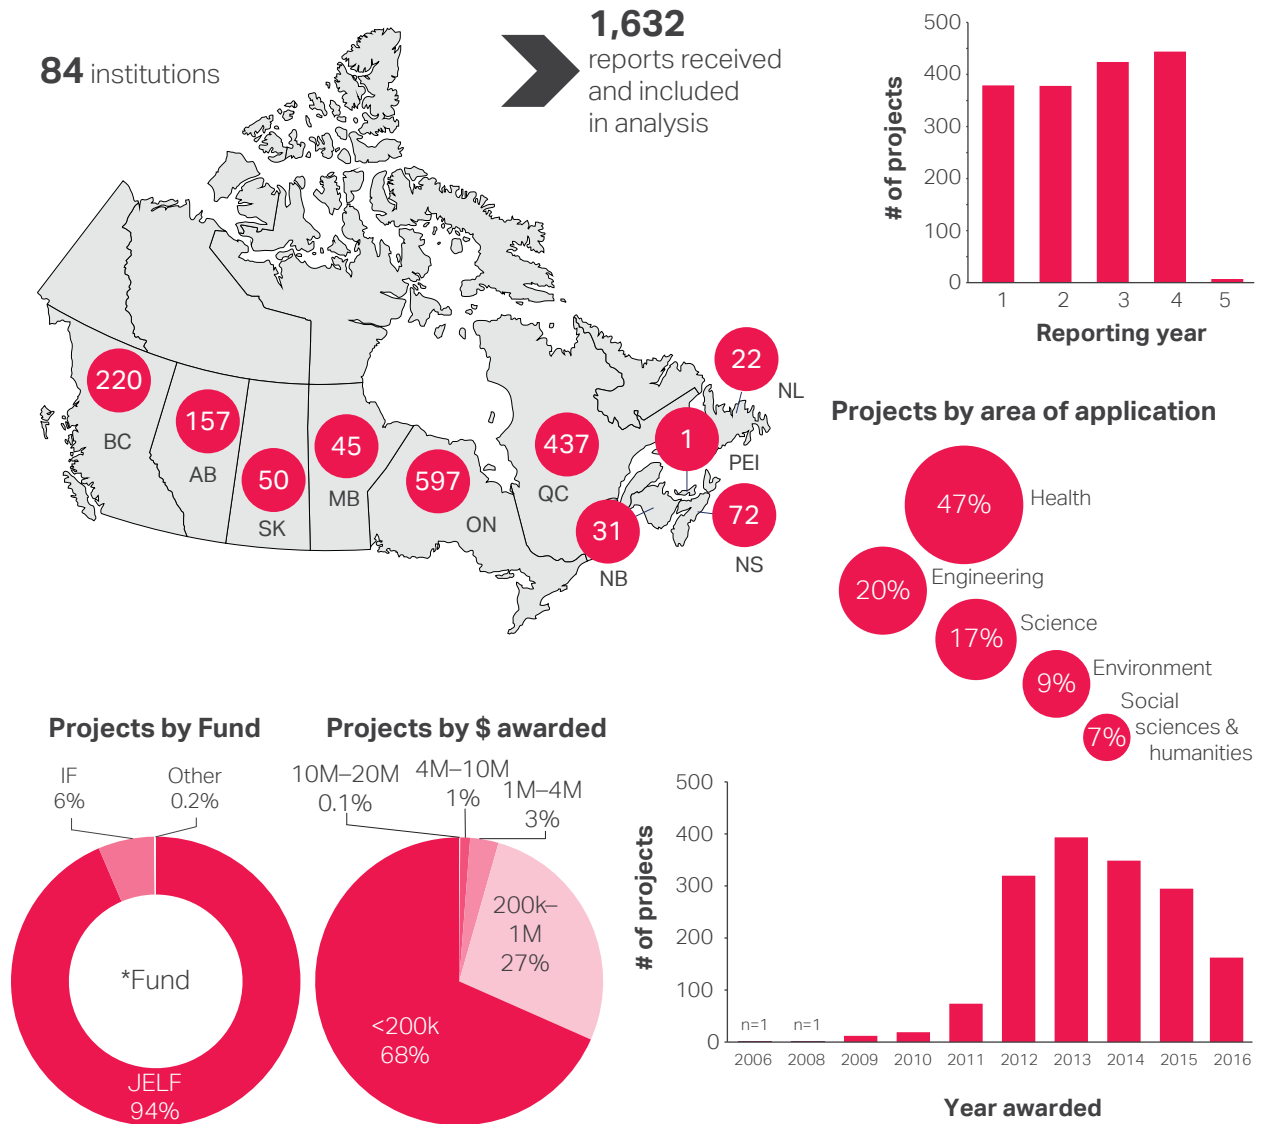 84 institutions
1,632
reports received
and included
in analysis
220
BC
157
AB
50
SK
45
MB
597
ON
437
QC
31
NB
1
PEI
22
NL
72
NS
# of projects
500
400
300
200
100
0
1 2 3 4 5
Reporting year
Projects by area of application
47% Health
20% Engineering
17% Science
9% Environment
7% Social
sciences &
humanities
Projects by Fund
IF
6%
Other
0.2%
*Fund
JELF
94%
Projects by $ awarded
10M–20M
0.1%
4M–10M
1%
1M–4M
3%
200k–
1M
27%
<200k
68%
# of projects
500
400
300
200
100
0
n=1 n=1
2006 2008 2009 2010 2011 2012 2013 2014 2015 2016
Year awarded